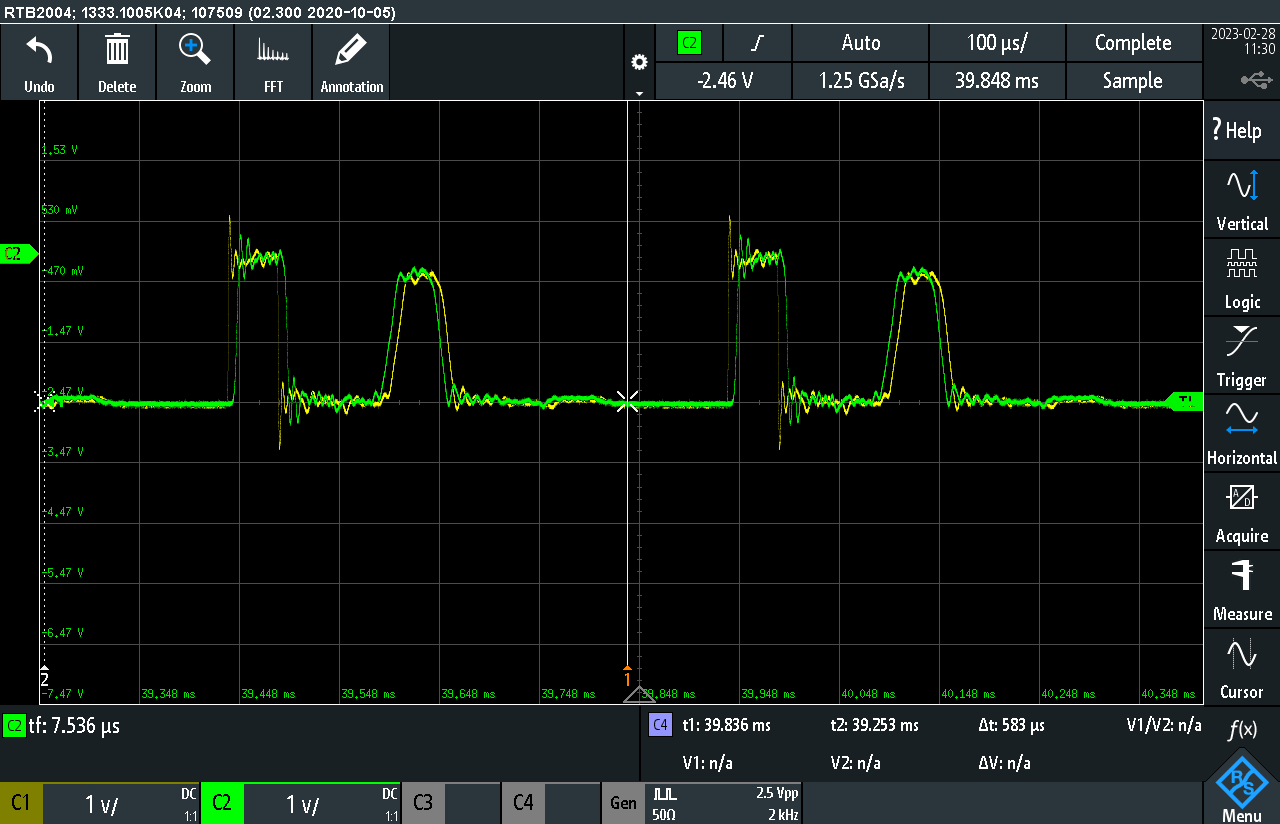 RTB2004; 1333.1005K04; 107509 (02.300 2020-10-05)
Undo Delete Zoom FFT Annotation
C2 Auto 100 µs/ Complete
-2.46 V 1.25 GSa/s 39.848 ms Sample
2023-02-28
11:30
? Help
Vertical
Logic
Trigger
Horizontal
A/D
Acquire
Measure
Cursor
f(x)
R&S
Menu
1.53 V
530 mV
C2
-470 mV
-1.47 V
-2.47 V
TL
-3.47 V
-4.47 V
-5.47 V
-6.47 V
2 1
-7.47 V 39.348 ms 39.448 ms 39.548 ms 39.648 ms 39.748 ms 39.848 ms 39.948 ms 40.048 ms 40.148 ms 40.248 ms 40.348 ms
C2 tf: 7.536 µs
C4 t1: 39.836 ms t2: 39.253 ms Δt: 583 µs V1/V2: n/a
V1: n/a V2: n/a ΔV: n/a
C1 1 V/ DC 1:1 C2 1 V/ DC 1:1 C3 C4 Gen 50Ω 2.5 Vpp 2 kHz